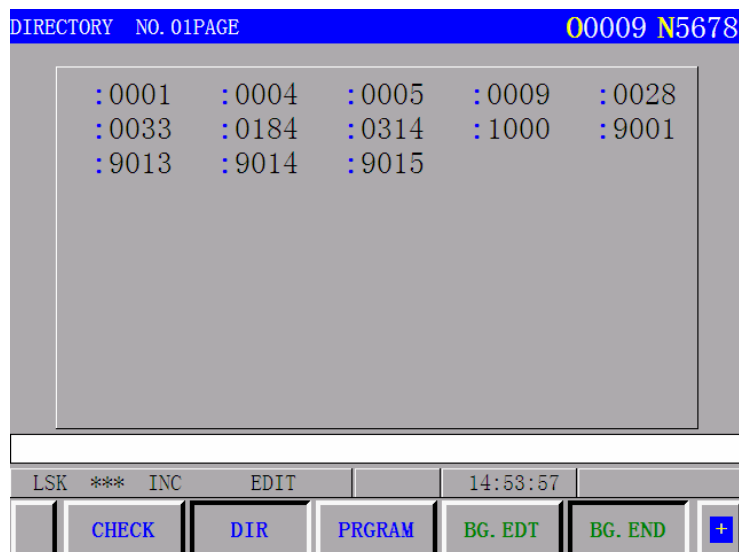 DIRECTORY NO.01PAGE O0009 N5678
:0001 :0004 :0005 :0009 :0028
:0033 :0184 :0314 :1000 :9001
:9013 :9014 :9015
LSK *** INC EDIT 14:53:57
CHECK DIR PRGRAM BG.EDT BG.END +